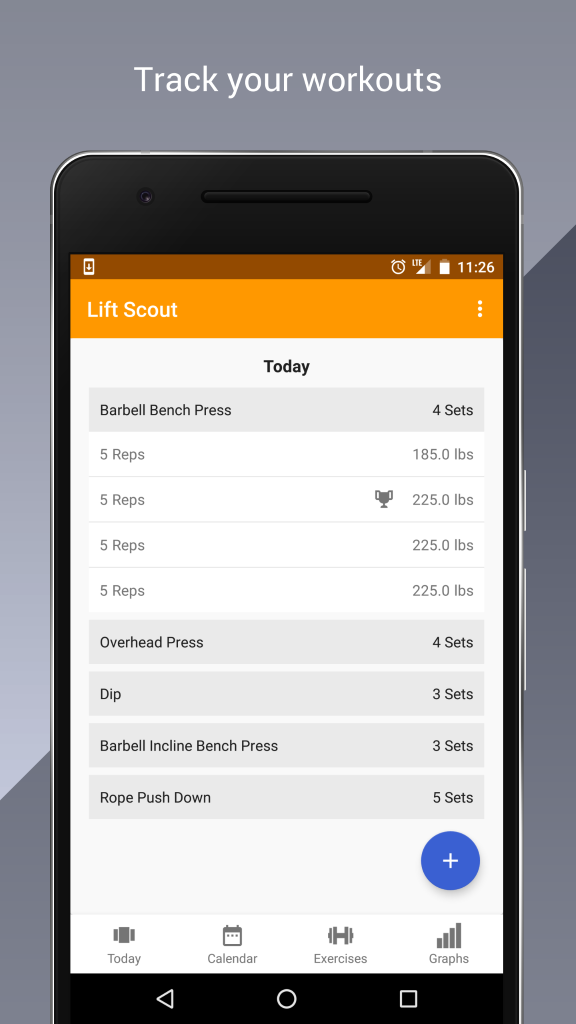 Track your workouts
LTE 11:26
Lift Scout
Today
Barbell Bench Press 4 Sets
5 Reps 185.0 lbs
5 Reps 225.0 lbs
5 Reps 225.0 lbs
5 Reps 225.0 lbs
Overhead Press 4 Sets
Dip 3 Sets
Barbell Incline Bench Press 3 Sets
Rope Push Down 5 Sets
+
Today Calendar Exercises Graphs